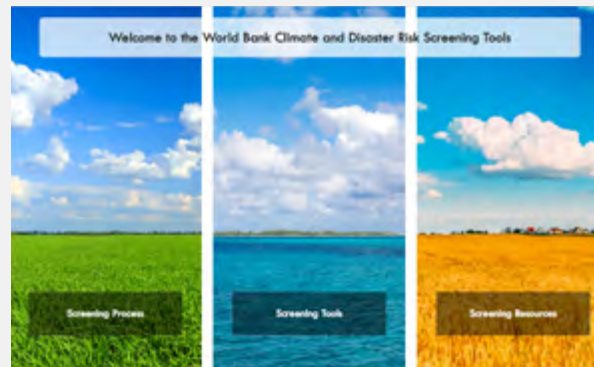 Welcome to the World Bank Climate and Disaster Risk Screening Tools
Screening Process
Screening Tools
Screening Resources